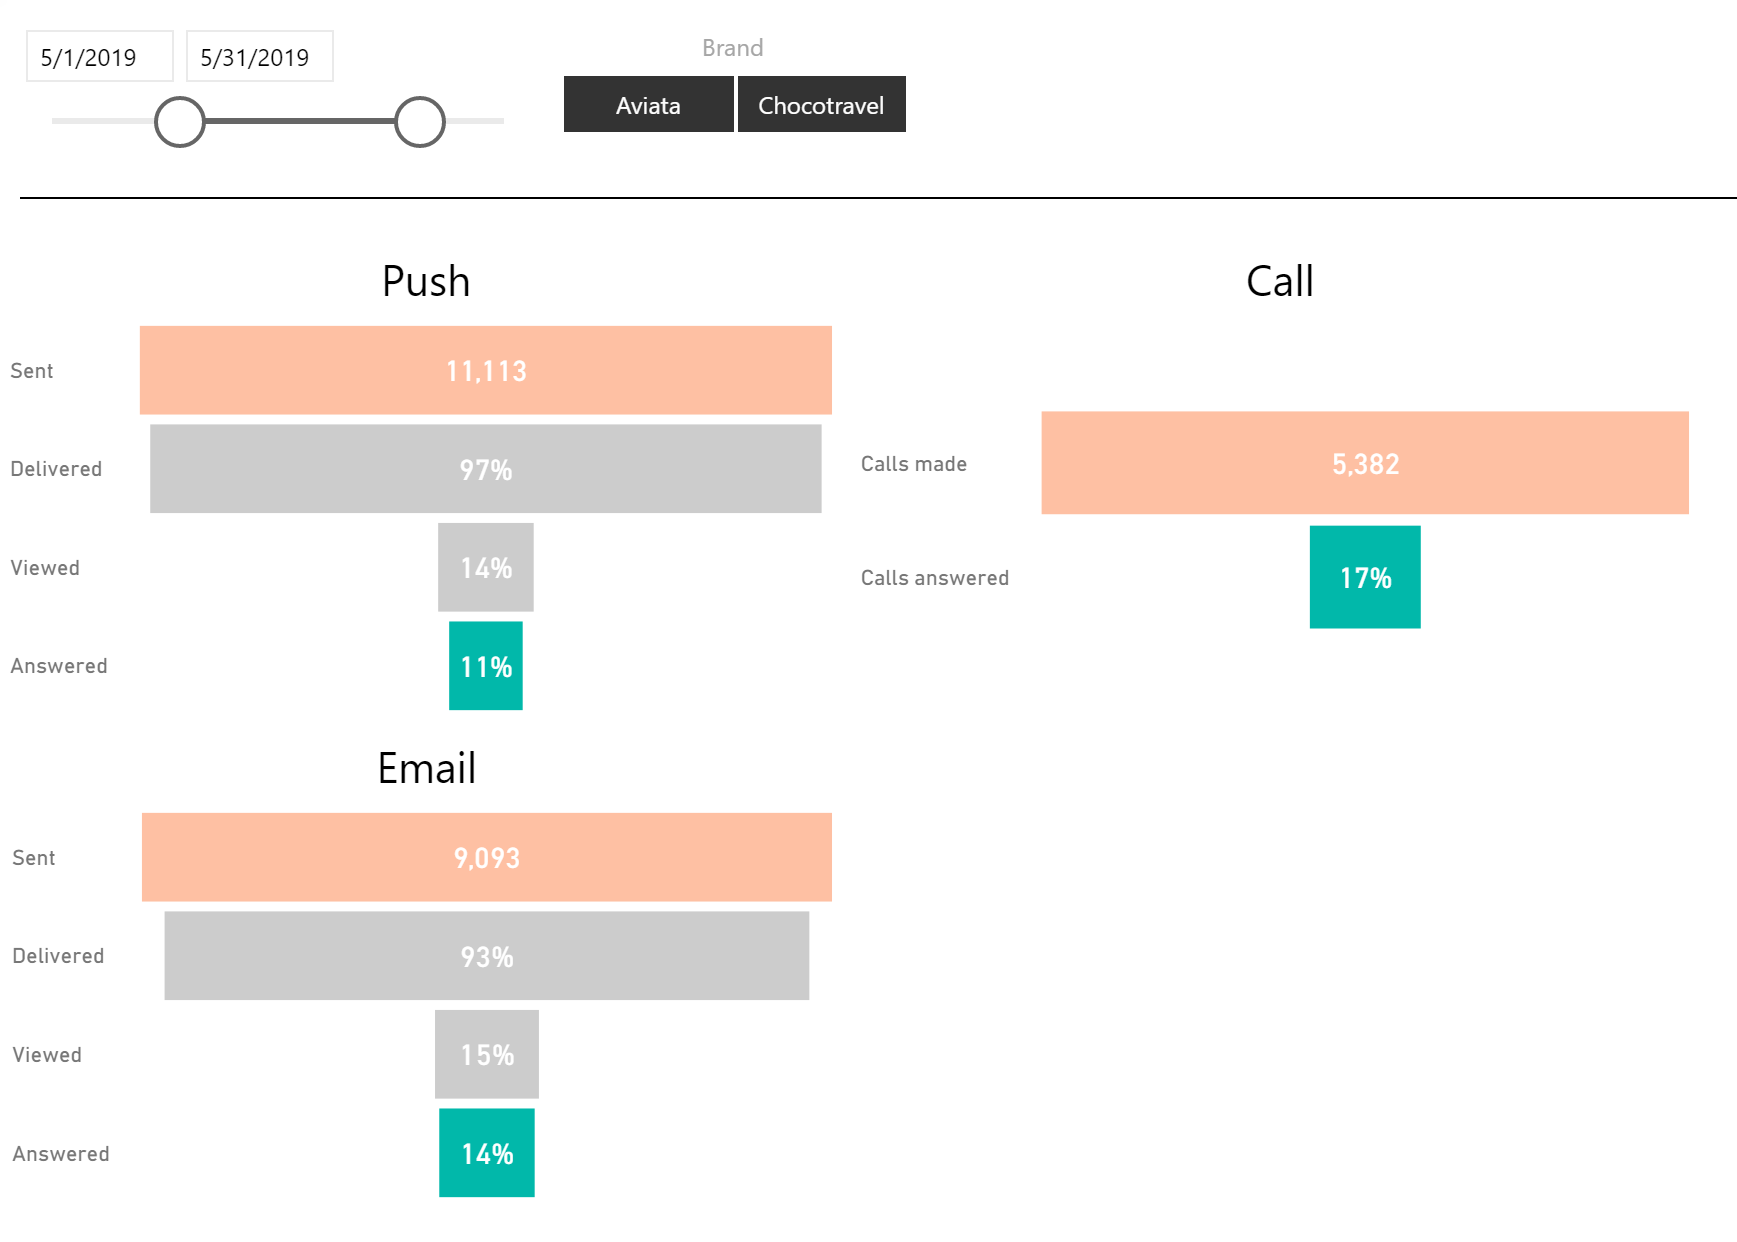 5/1/2019 5/31/2019
Brand
Aviata Chocotravel
Push
Sent 11,113
Delivered 97%
Viewed 14%
Answered 11%
Call
Calls made 5,382
Calls answered 17%
Email
Sent 9,093
Delivered 93%
Viewed 15%
Answered 14%